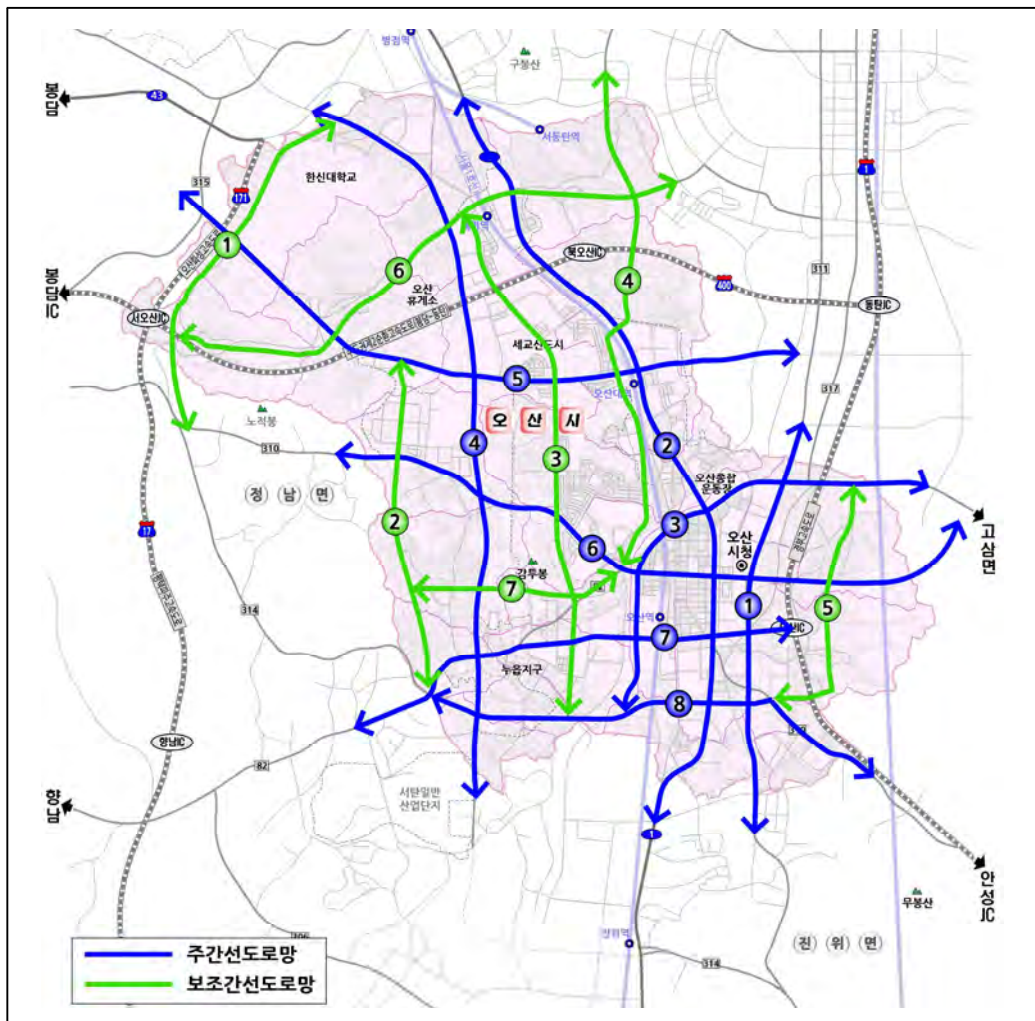 병점역
구봉산
봉담
43
서동탄역
한신대학교
315
171
1
1
6
오산
휴게소
북오산IC
4
400
311
동탄JC
봉담IC
서오산IC
세교신도시
5
오산대역
317
노적봉
310
오 산 시
4
3
2
오산종합
운동장
정 남 면
17
2
3
6
오산
시청
고삼면
감투봉
7
1
5
314
오산역
7
누읍지구
8
향남IC
82
향남
서탄일반
산업단지
1
안성JC
무봉산
진 위 면
314
주간선도로망
보조간선도로망